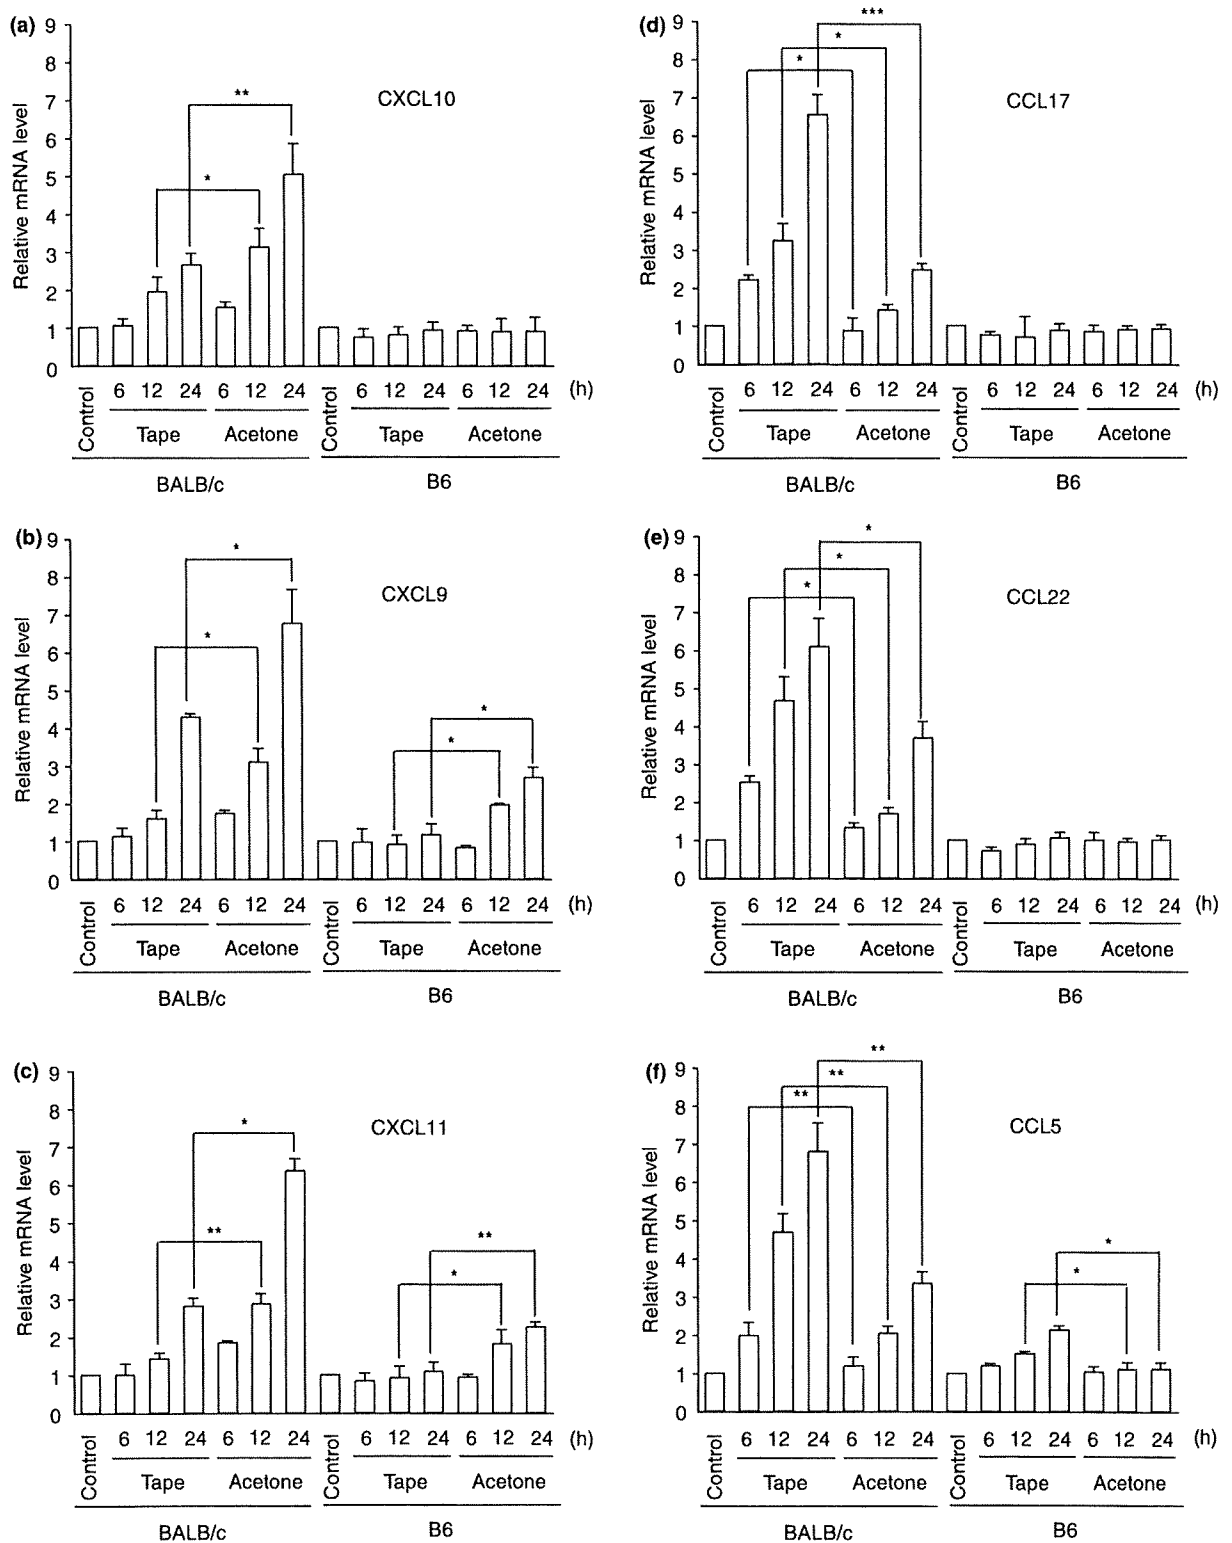 (a)
Relative mRNA level
9
8
7
6
5
4
3
2
1
0
CXCL10
**
*
Control 6 12 24 6 12 24 Control 6 12 24 6 12 24 (h)
Tape Acetone Tape Acetone
BALB/c B6
(b)
Relative mRNA level
9
8
7
6
5
4
3
2
1
0
CXCL9
*
*
*
*
Control 6 12 24 6 12 24 Control 6 12 24 6 12 24 (h)
Tape Acetone Tape Acetone
BALB/c B6
(c)
Relative mRNA level
9
8
7
6
5
4
3
2
1
0
CXCL11
*
**
**
*
Control 6 12 24 6 12 24 Control 6 12 24 6 12 24 (h)
Tape Acetone Tape Acetone
BALB/c B6
(d)
Relative mRNA level
9
8
7
6
5
4
3
2
1
0
CCL17
***
*
*
Control 6 12 24 6 12 24 Control 6 12 24 6 12 24 (h)
Tape Acetone Tape Acetone
BALB/c B6
(e)
Relative mRNA level
9
8
7
6
5
4
3
2
1
0
CCL22
*
*
*
Control 6 12 24 6 12 24 Control 6 12 24 6 12 24 (h)
Tape Acetone Tape Acetone
BALB/c B6
(f)
Relative mRNA level
9
8
7
6
5
4
3
2
1
0
CCL5
**
**
**
*
*
Control 6 12 24 6 12 24 Control 6 12 24 6 12 24 (h)
Tape Acetone Tape Acetone
BALB/c B6